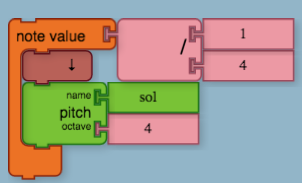 note value
1
/
4
↓
name
sol
pitch
octave
4